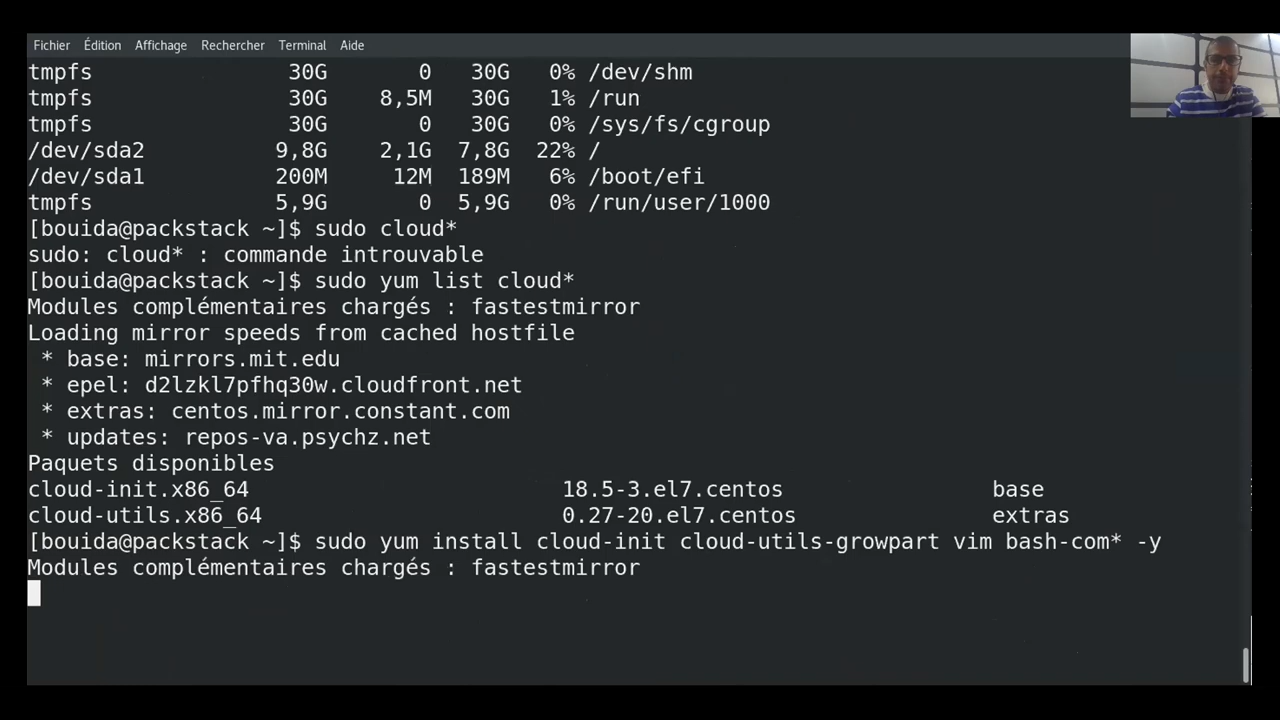 Fichier Édition Affichage Rechercher Terminal Aide
tmpfs 30G 0 30G 0% /dev/shm
tmpfs 30G 8,5M 30G 1% /run
tmpfs 30G 0 30G 0% /sys/fs/cgroup
/dev/sda2 9,8G 2,1G 7,8G 22% /
/dev/sda1 200M 12M 189M 6% /boot/efi
tmpfs 5,9G 0 5,9G 0% /run/user/1000
[bouida@packstack ~]$ sudo cloud*
sudo: cloud* : commande introuvable
[bouida@packstack ~]$ sudo yum list cloud*
Modules complémentaires chargés : fastestmirror
Loading mirror speeds from cached hostfile
* base: mirrors.mit.edu
* epel: d2lzkl7pfhq30w.cloudfront.net
* extras: centos.mirror.constant.com
* updates: repos-va.psychz.net
Paquets disponibles
cloud-init.x86_64 18.5-3.el7.centos base
cloud-utils.x86_64 0.27-20.el7.centos extras
[bouida@packstack ~]$ sudo yum install cloud-init cloud-utils-growpart vim bash-com* -y
Modules complémentaires chargés : fastestmirror